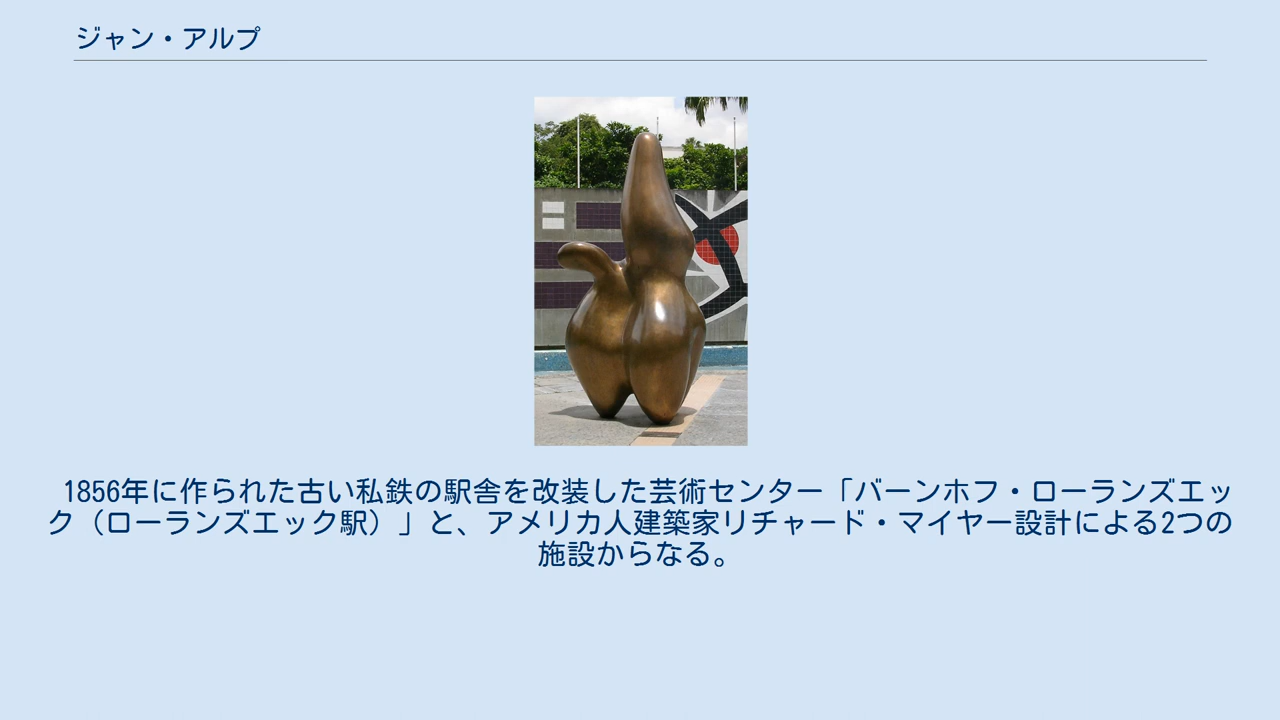 ジャン・アルプ
1856年に作られた古い私鉄の駅舎を改装した芸術センター「バーンホフ・ローランズエッ
ク（ローランズエック駅）」と、アメリカ人建築家リチャード・マイヤー設計による2つの
施設からなる。